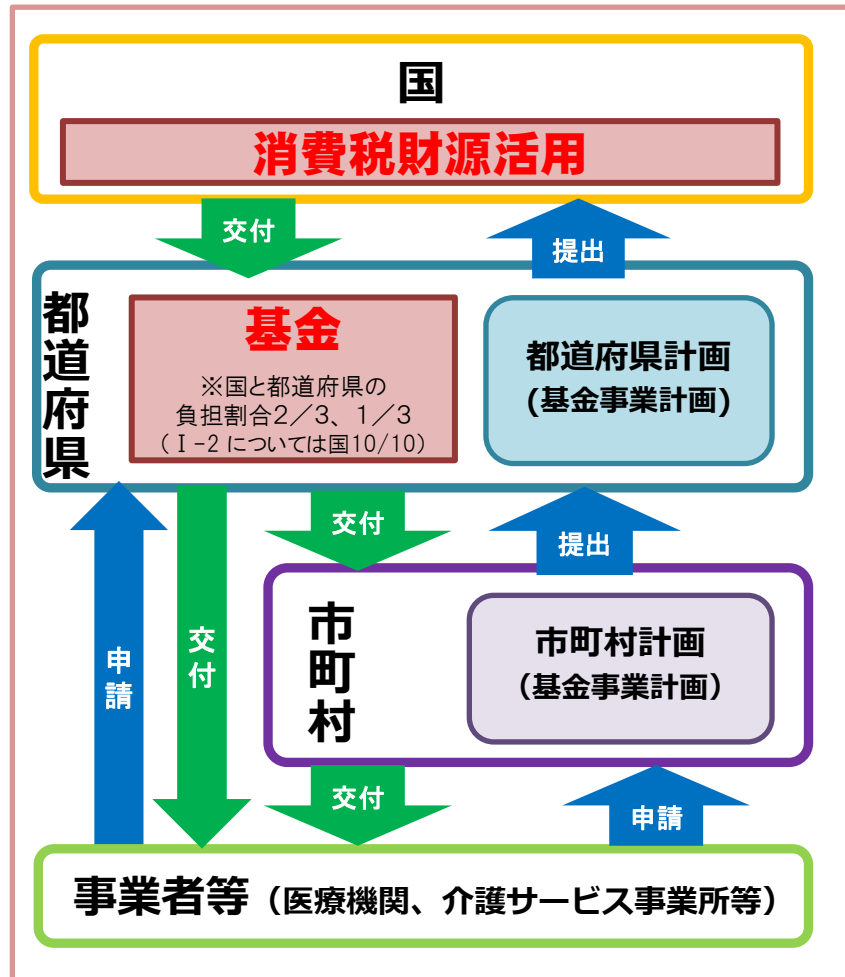 国
消費税財源活用
交付
提出
都道府県
基金
※国と都道府県の
負担割合2／3、1／3
（Ⅰ-2 については国10/10）
都道府県計画
(基金事業計画)
交付
提出
申請
交付
市町村
市町村計画
（基金事業計画）
交付
申請
事業者等（医療機関、介護サービス事業所等）